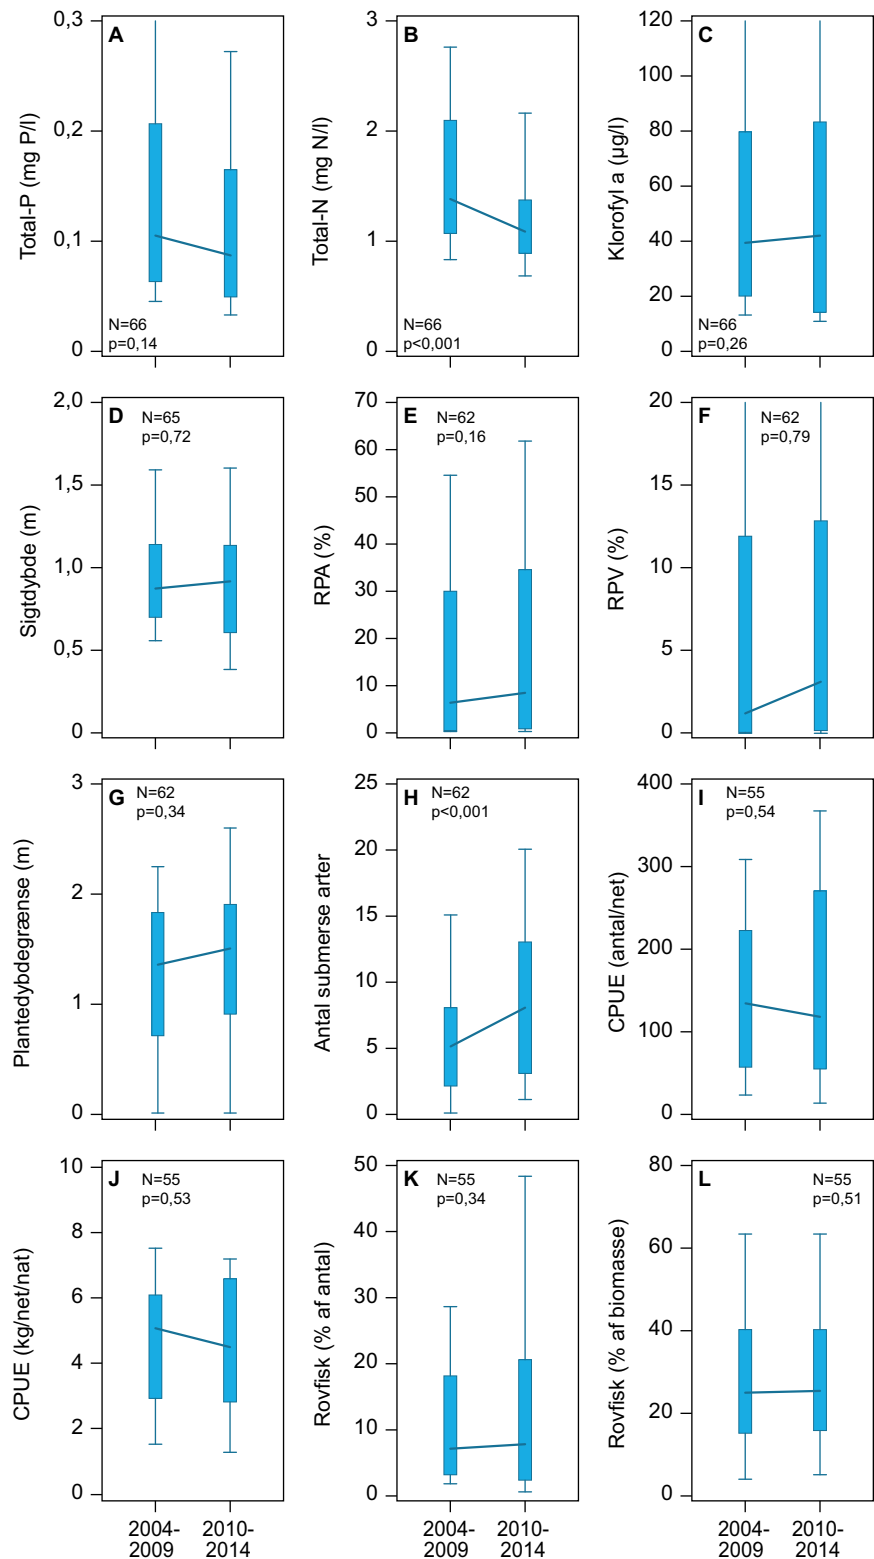 A
B
C
0,3
0,2
0,1
0
Total-P (mg P/l)
N=66
p=0,14
3
2
1
0
Total-N (mg N/l)
N=66
p<0,001
120
100
80
60
40
20
0
Klorofyl a (µg/l)
N=66
p=0,26
D
N=65
p=0,72
2,0
1,5
1,0
0,5
0
Sigtdybde (m)
E
N=62
p=0,16
70
60
50
40
30
20
10
0
RPA (%)
F
N=62
p=0,79
20
15
10
5
0
RPV (%)
G
N=62
p=0,34
3
2
1
0
Plantedybdegrænse (m)
H
N=62
p<0,001
25
20
15
10
5
0
Antal submerse arter
I
N=55
p=0,54
400
300
200
100
0
CPUE (antal/net)
J
N=55
p=0,53
10
8
6
4
2
0
CPUE (kg/net/nat)
K
N=55
p=0,34
50
40
30
20
10
0
Rovfisk (% af antal)
L
N=55
p=0,51
80
60
40
20
0
Rovfisk (% af biomasse)
2004-
2009
2010-
2014
2004-
2009
2010-
2014
2004-
2009
2010-
2014